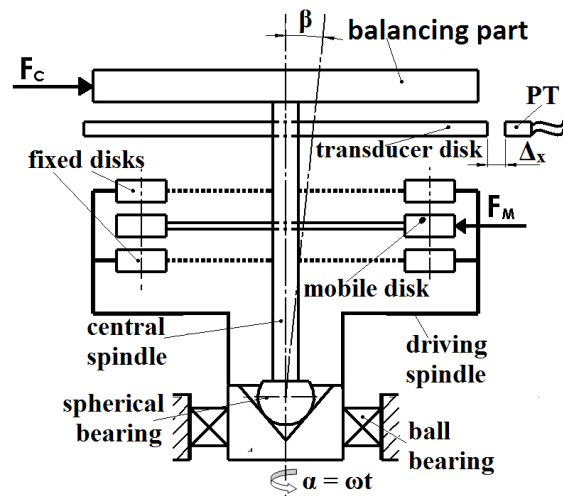 β
balancing part
F_C
PT
transducer disk
Δx
fixed disks
F_M
mobile disk
central
spindle
driving
spindle
spherical
bearing
ball
bearing
α = ωt